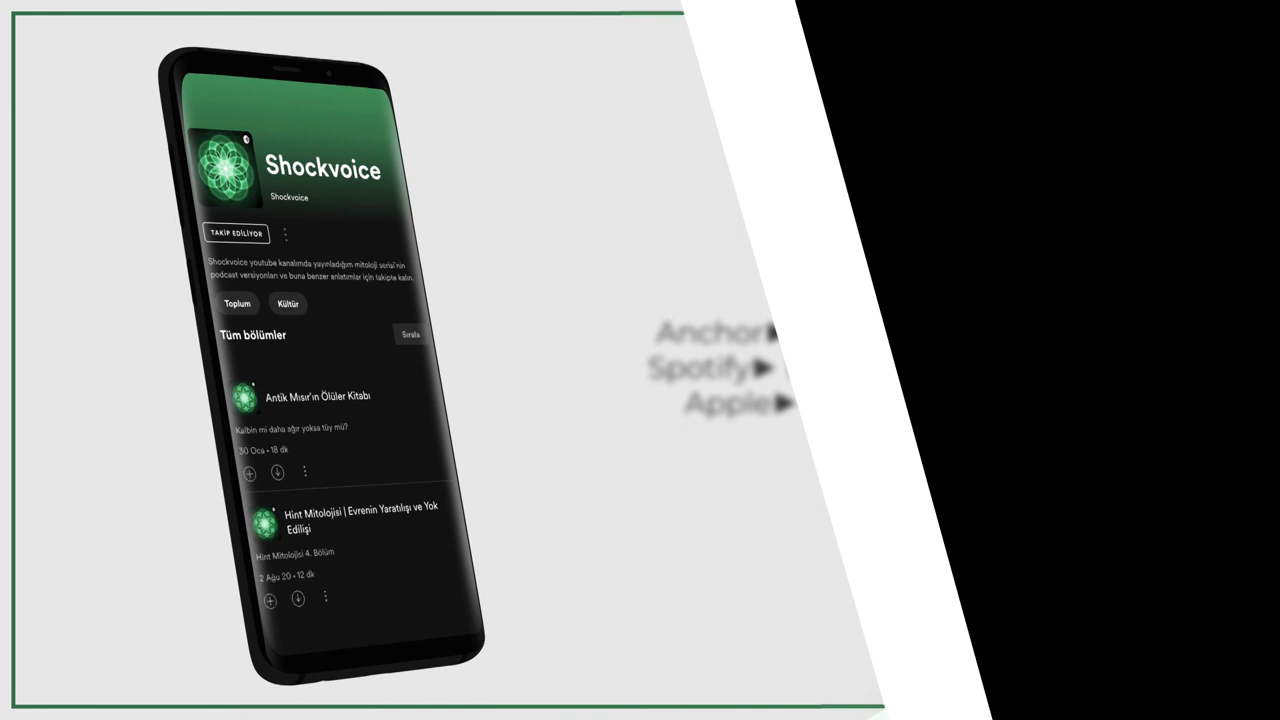 Shockvoice
Shockvoice
TAKİP EDİLİYOR
Shockvoice youtube kanalımda yayınladığım mitoloji serisi'nin
podcast versiyonları ve buna benzer anlatımlar için takipte kalın.
Toplum
Kültür
Tüm bölümler
Sırala
Antik Mısır'ın Ölüler Kitabı
Kalbin mi daha ağır yoksa tüy mü?
30 Oca • 18 dk
Hint Mitolojisi | Evrenin Yaratılışı ve Yok
Edilişi
Hint Mitolojisi 4. Bölüm
2 Ağu 20 • 12 dk
Anchor▶
Spotify▶
Apple▶